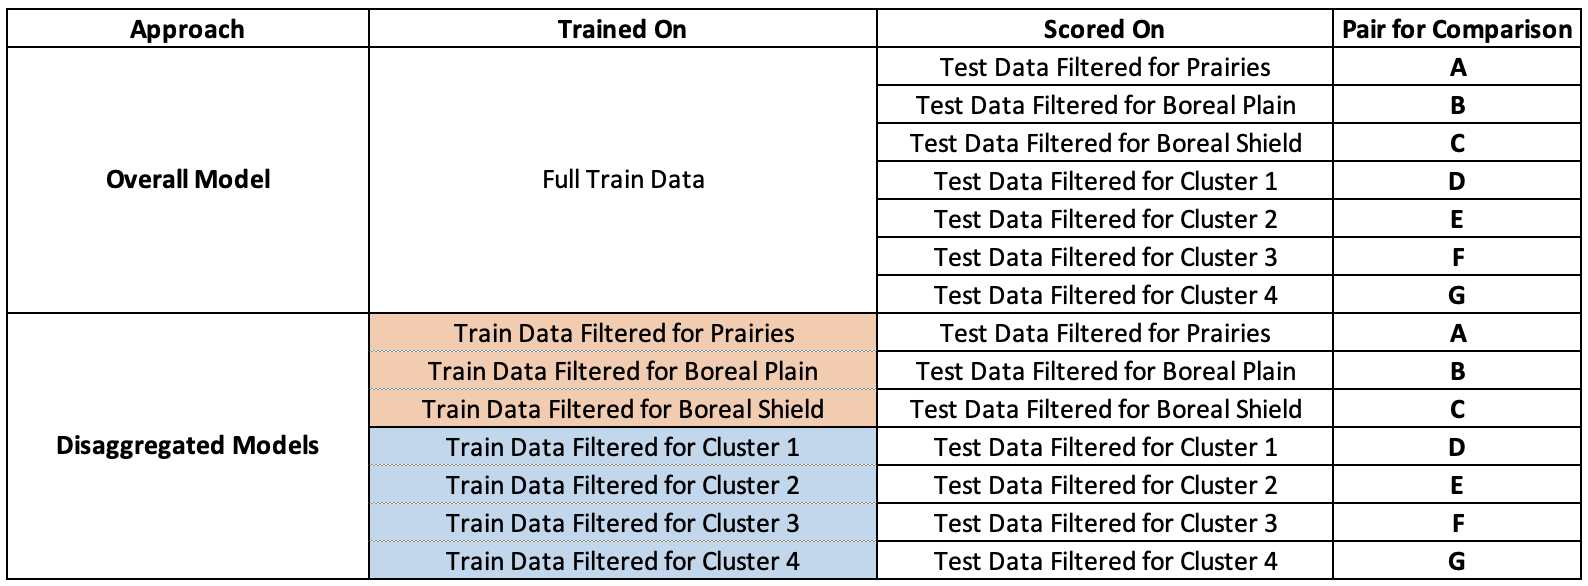 Approach Trained On Scored On Pair for Comparison
Overall Model Full Train Data Test Data Filtered for Prairies A
Test Data Filtered for Boreal Plain B
Test Data Filtered for Boreal Shield C
Test Data Filtered for Cluster 1 D
Test Data Filtered for Cluster 2 E
Test Data Filtered for Cluster 3 F
Test Data Filtered for Cluster 4 G
Disaggregated Models Train Data Filtered for Prairies Test Data Filtered for Prairies A
Train Data Filtered for Boreal Plain Test Data Filtered for Boreal Plain B
Train Data Filtered for Boreal Shield Test Data Filtered for Boreal Shield C
Train Data Filtered for Cluster 1 Test Data Filtered for Cluster 1 D
Train Data Filtered for Cluster 2 Test Data Filtered for Cluster 2 E
Train Data Filtered for Cluster 3 Test Data Filtered for Cluster 3 F
Train Data Filtered for Cluster 4 Test Data Filtered for Cluster 4 G